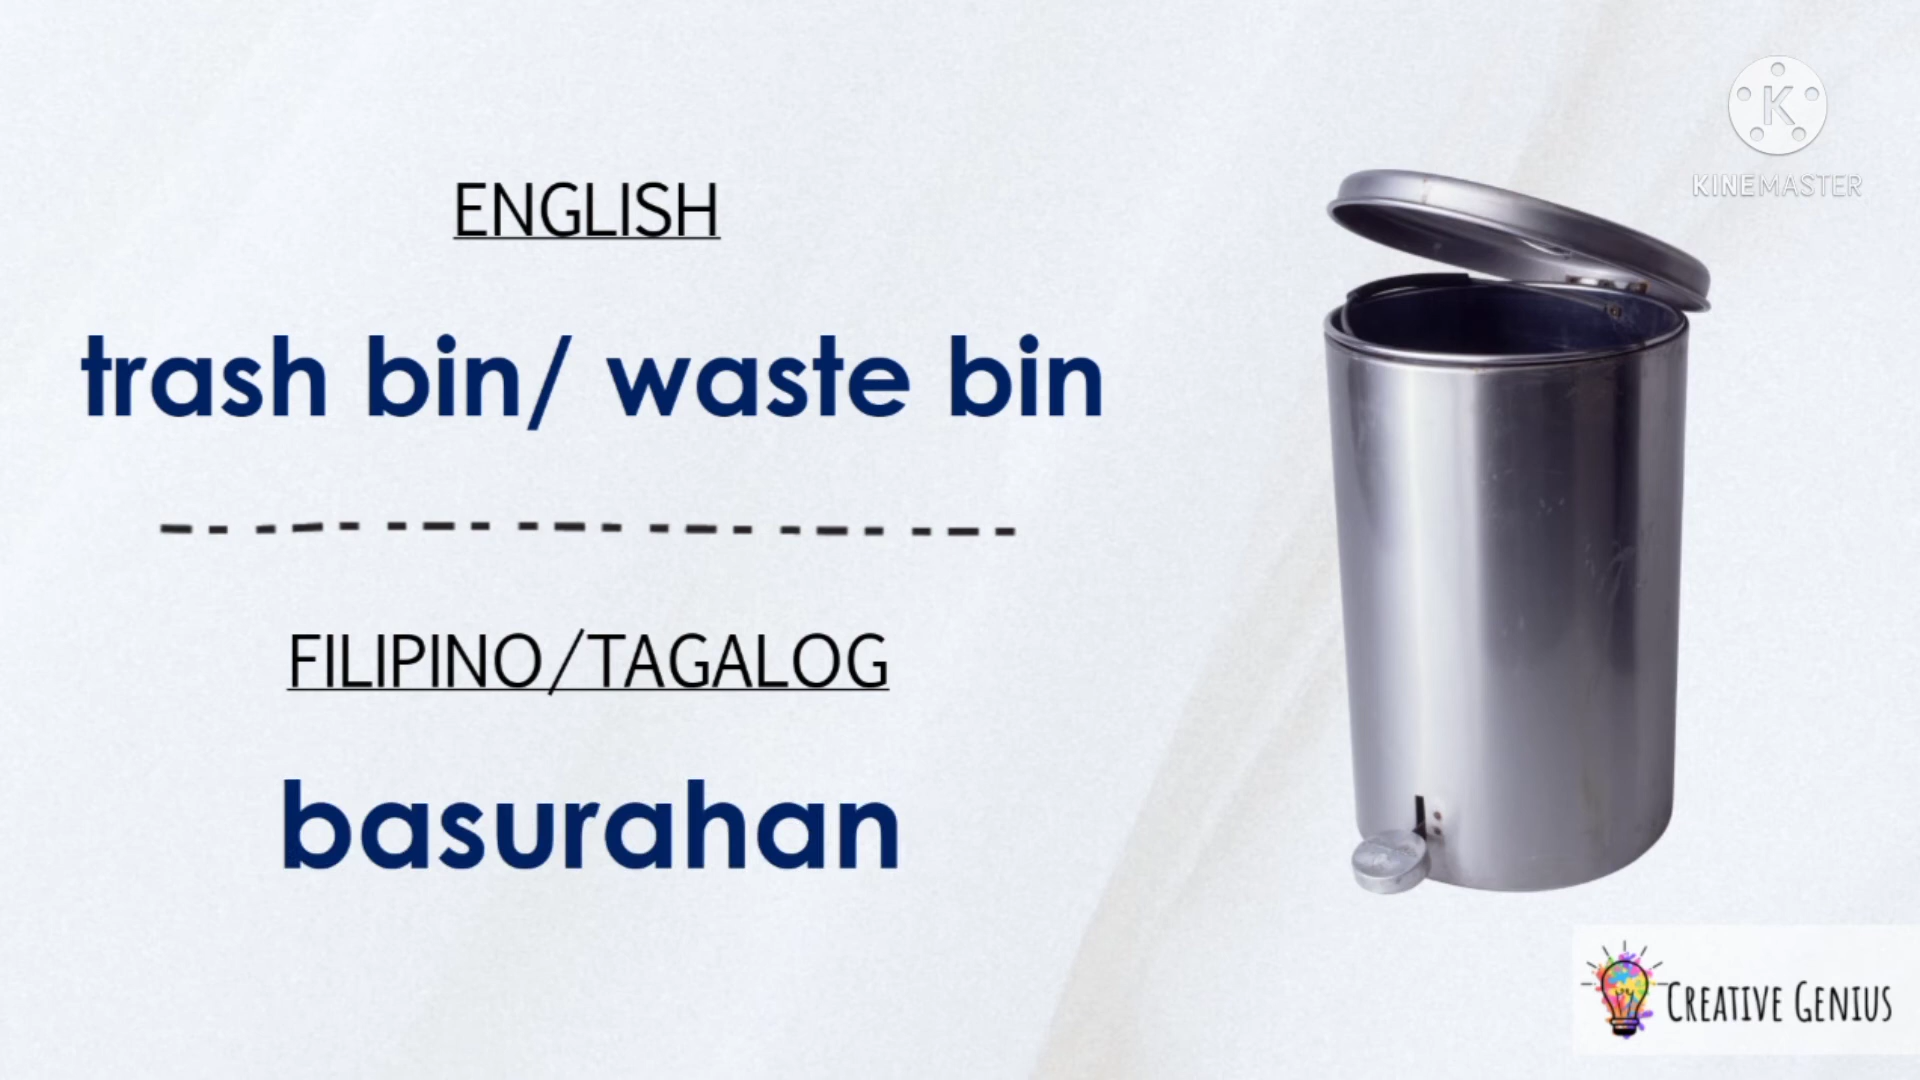 ENGLISH
trash bin/ waste bin
FILIPINO/TAGALOG
basurahan
K
KINEMASTER
CREATIVE GENIUS